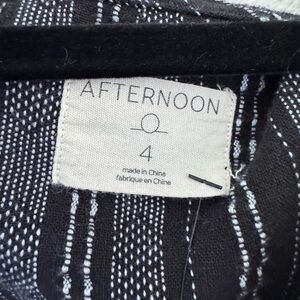 AFTERNOON
4
made in China
fabriqué en Chine